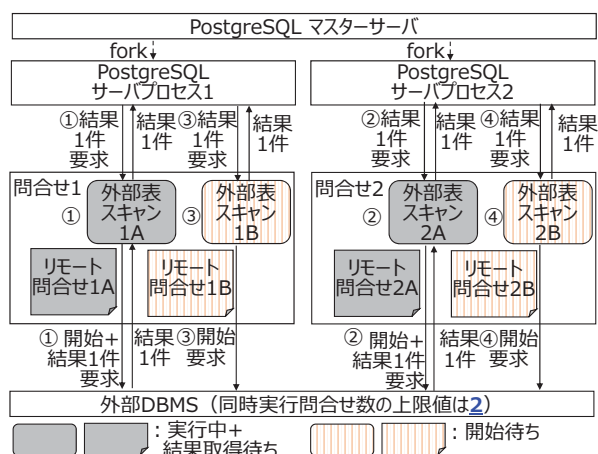 PostgreSQL マスターサーバ
fork
fork
PostgreSQL
サーバプロセス1
PostgreSQL
サーバプロセス2
①結果
1件
要求
結果
1件
③結果
1件
要求
結果
1件
②結果
1件
要求
結果
1件
④結果
1件
要求
結果
1件
問合せ1
①
外部表
スキャン
1A
③
外部表
スキャン
1B
リモート
問合せ1A
リモート
問合せ1B
問合せ2
②
外部表
スキャン
2A
④
外部表
スキャン
2B
リモート
問合せ2A
リモート
問合せ2B
① 開始+
結果1件
要求
結果
1件
③開始
要求
② 開始+
結果1件
要求
結果
1件
④開始
要求
外部DBMS(同時実行問合せ数の上限値は2)
:実行中+
結果取得待ち
:開始待ち